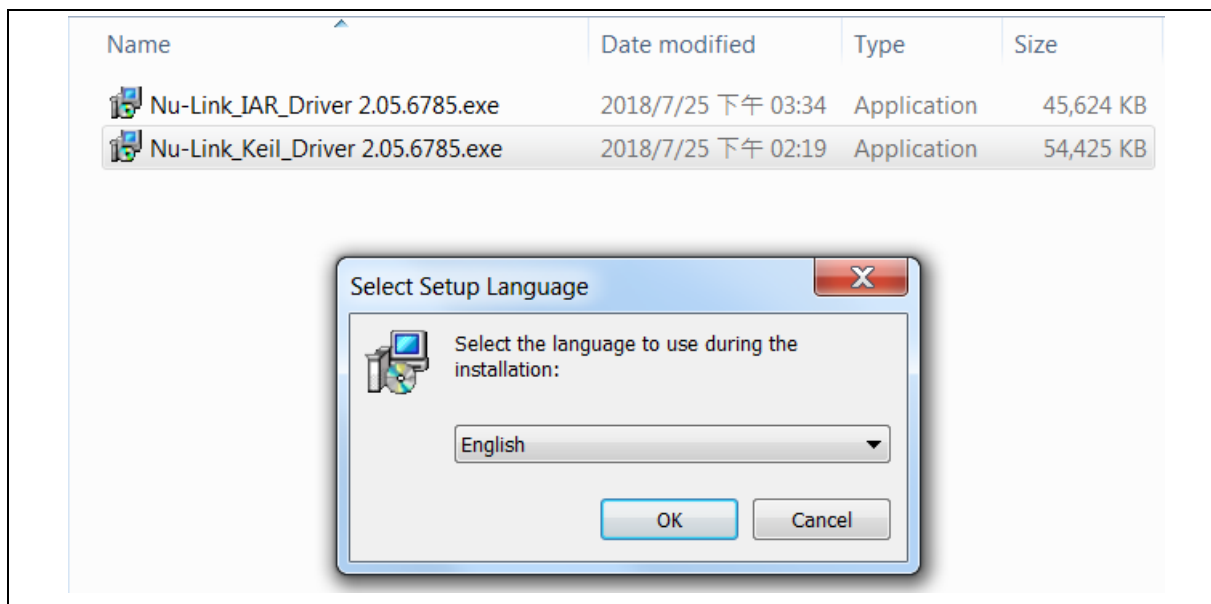 Name Date modified Type Size
Nu-Link_IAR_Driver 2.05.6785.exe 2018/7/25 下午 03:34 Application 45,624 KB
Nu-Link_Keil_Driver 2.05.6785.exe 2018/7/25 下午 02:19 Application 54,425 KB
Select Setup Language
Select the language to use during the
installation:
English
OK Cancel